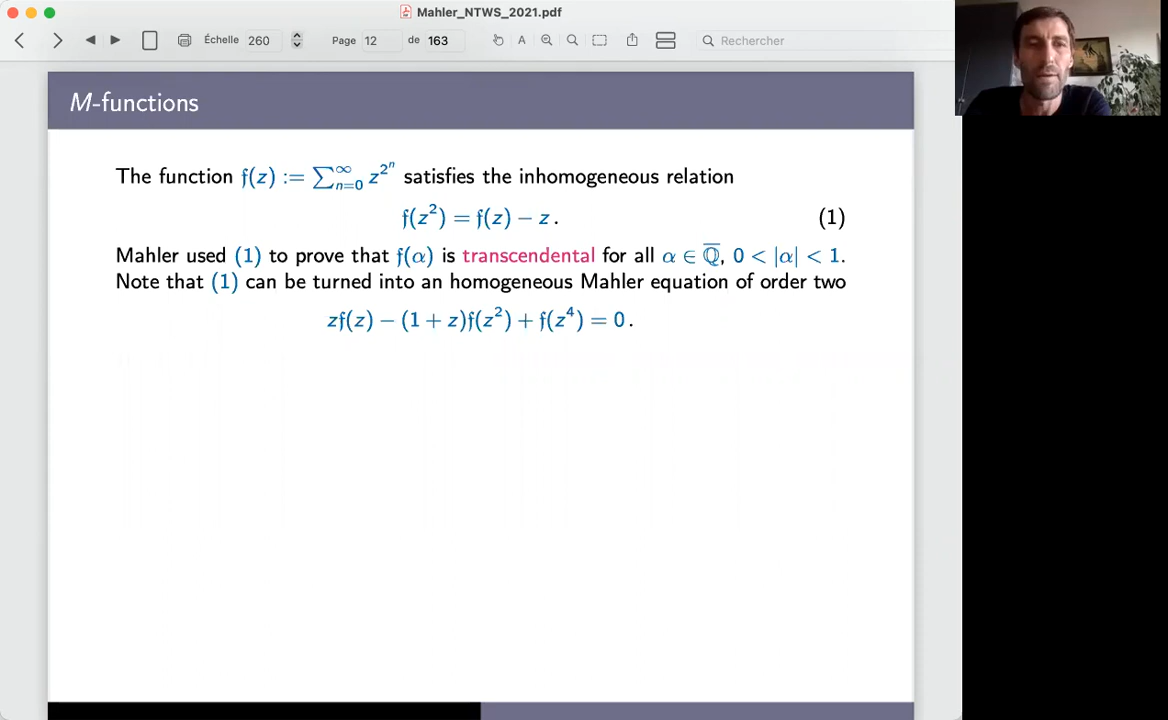 Mahler_NTWS_2021.pdf
Échelle 260 Page 12 de 163 A Rechercher
M-functions
The function f(z) := ∑_{n=0}^{∞} z^{2^n} satisfies the inhomogeneous relation
f(z²) = f(z) − z . (1)
Mahler used (1) to prove that f(α) is transcendental for all α ∈ ℚ̅, 0 < |α| < 1.
Note that (1) can be turned into an homogeneous Mahler equation of order two
zf(z) − (1 + z)f(z²) + f(z⁴) = 0 .